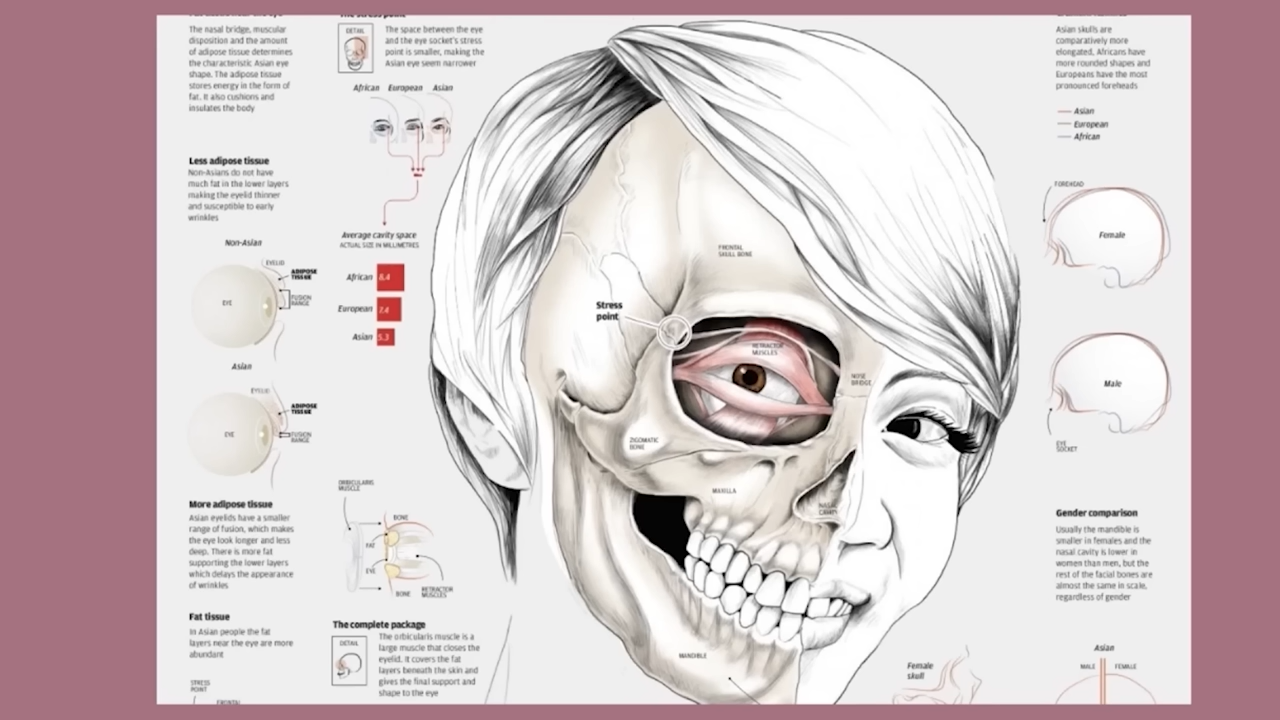 The nasal bridge, muscular
disposition and the amount
of adipose tissue determines
the characteristic Asian eye
shape. The adipose tissue
stores energy in the form of
fat. It also cushions and
insulates the body
Less adipose tissue
Non-Asians do not have
much fat in the lower layers
making the eyelid thinner
and susceptible to early
wrinkles
Non-Asian
EYELID
ADIPOSE
TISSUE
FUSION
RANGE
EYE
Asian
EYELID
ADIPOSE
TISSUE
FUSION
RANGE
EYE
More adipose tissue
Asian eyelids have a smaller
range of fusion, which makes
the eye look longer and less
deep. There is more fat
supporting the lower layers
which delays the appearance
of wrinkles
Fat tissue
In Asian people the fat
layers near the eye are more
abundant
STRESS
POINT
FRONTAL
The stress point
DETAIL
The space between the eye
and the eye socket's stress
point is smaller, making the
Asian eye seem narrower
African European Asian
Average cavity space
ACTUAL SIZE IN MILLIMETRES
African 8.4
European 7.4
Asian 5.3
ORBICULARIS
MUSCLE
BONE
FAT
EYE
BONE
RETRACTOR
MUSCLES
The complete package
DETAIL
The orbicularis muscle is a
large muscle that closes the
eyelid. It covers the fat
layers beneath the skin and
gives the final support and
shape to the eye
FRONTAL
SKULL BONE
Stress
point
RETRACTOR
MUSCLES
NOSE
BRIDGE
ZIGOMATIC
BONE
MAXILLA
NASAL
CAVITY
MANDIBLE
Asian skulls are
comparatively more
elongated, Africans have
more rounded shapes and
Europeans have the most
pronounced foreheads
Asian
European
African
FOREHEAD
Female
Male
EYE
SOCKET
Gender comparison
Usually the mandible is
smaller in females and the
nasal cavity is lower in
women than men, but the
rest of the facial bones are
almost the same in scale,
regardless of gender
Female
skull
Asian
MALE FEMALE